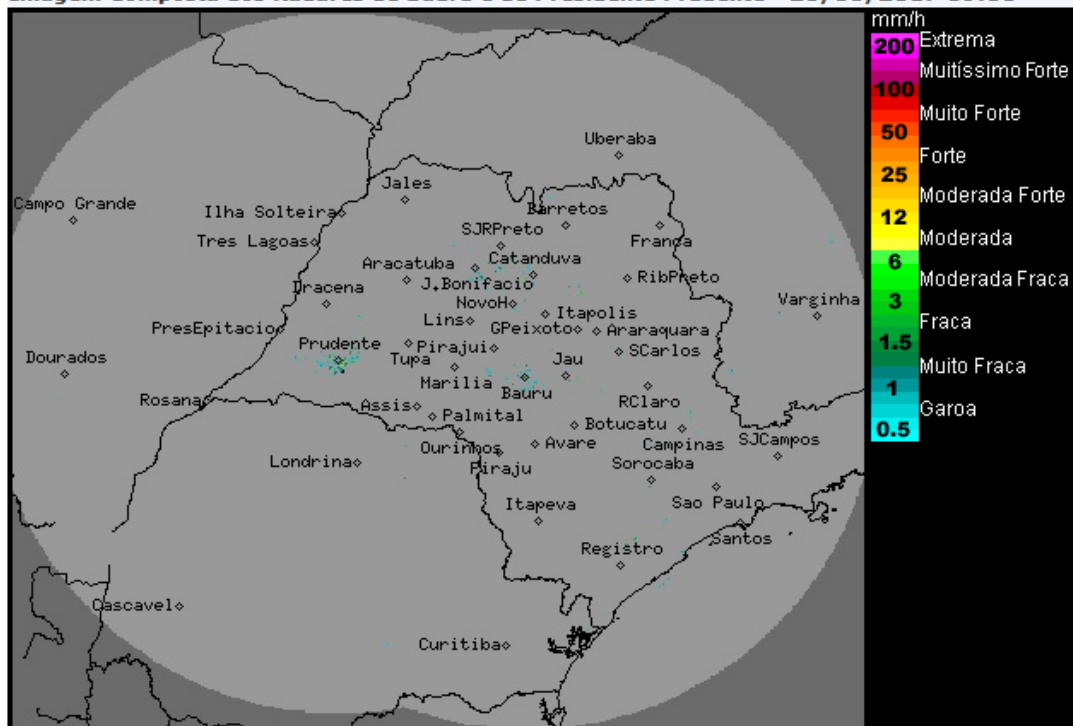 mm/h
200 Extrema
Muitíssimo Forte
100
Muito Forte
50
Forte
25
Moderada Forte
12
Moderada
6
Moderada Fraca
3
Fraca
1.5
Muito Fraca
1
Garoa
0.5
Uberaba
Jales
Campo Grande
Ilha Solteira
Barretos
SJRPreto
Franca
Tres Lagoas
Aracatuba
Catanduva
RibPreto
J.Bonifacio
Dracena
NovoH
Varginha
Itapolis
Lins
GPeixoto
Araraquara
PresEpitacio
Prudente
Pirajui
SCarlos
Dourados
Tupa
Jau
Marilia
Bauru
Rosana
Assis
RClaro
Palmital
Botucatu
Ourinhos
Avare
Campinas
SJCampos
Londrina
Piraju
Sorocaba
Itapeva
Sao Paulo
Santos
Registro
Cascavel
Curitiba